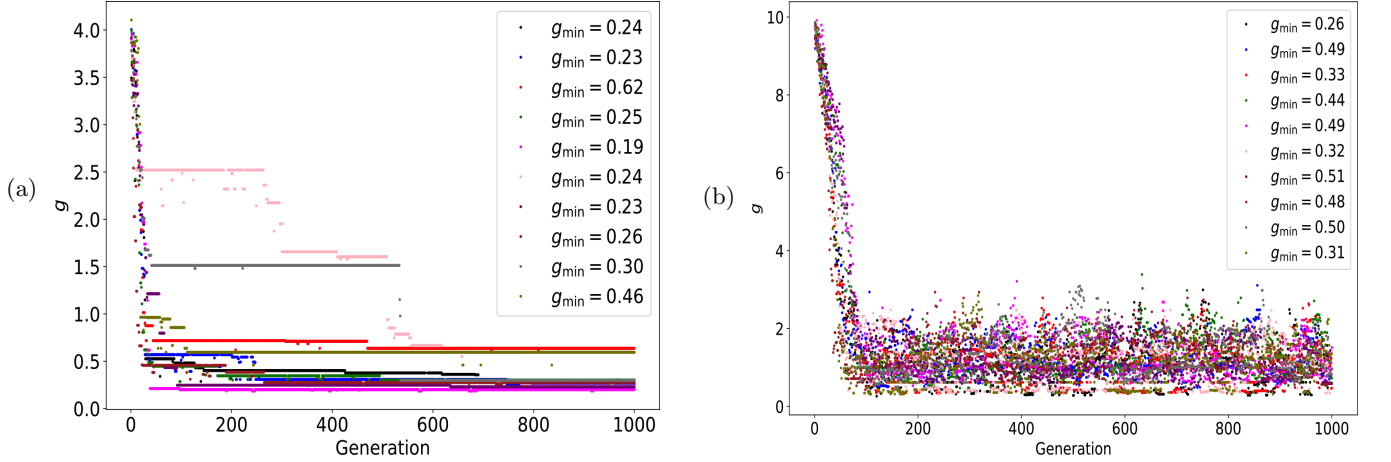 (a)
g
4.0
3.5
3.0
2.5
2.0
1.5
1.0
0.5
0.0
0 200 400 600 800 1000
Generation
g_min = 0.24
g_min = 0.23
g_min = 0.62
g_min = 0.25
g_min = 0.19
g_min = 0.24
g_min = 0.23
g_min = 0.26
g_min = 0.30
g_min = 0.46
(b)
g
10
8
6
4
2
0
0 200 400 600 800 1000
Generation
g_min = 0.26
g_min = 0.49
g_min = 0.33
g_min = 0.44
g_min = 0.49
g_min = 0.32
g_min = 0.51
g_min = 0.48
g_min = 0.50
g_min = 0.31